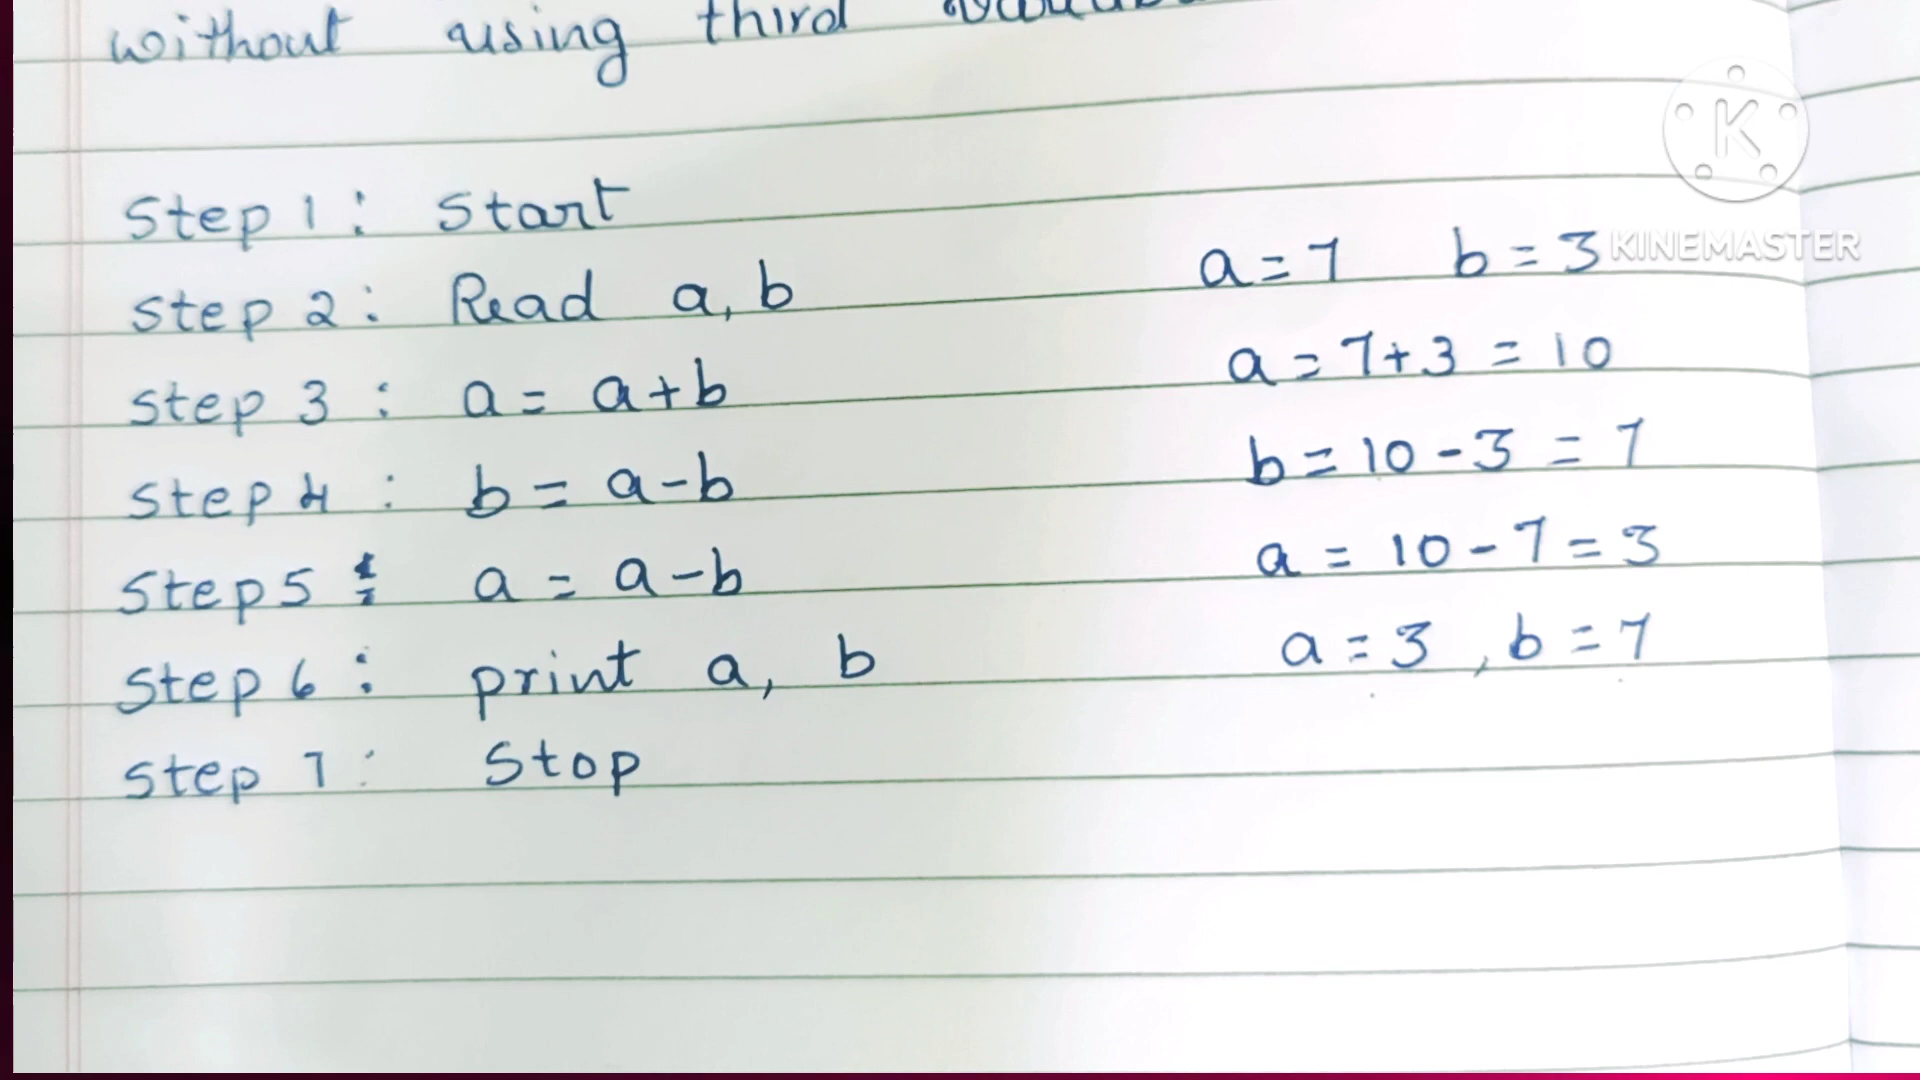 without using third
Step 1 : Start
Step 2 : Read a, b
Step 3 : a = a+b
Step 4 : b = a-b
Step 5 : a = a-b
Step 6 : print a, b
Step 7 : Stop
a = 7 b = 3
a = 7+3 = 10
b = 10 - 3 = 7
a = 10 - 7 = 3
a = 3 , b = 7
K
KINEMASTER